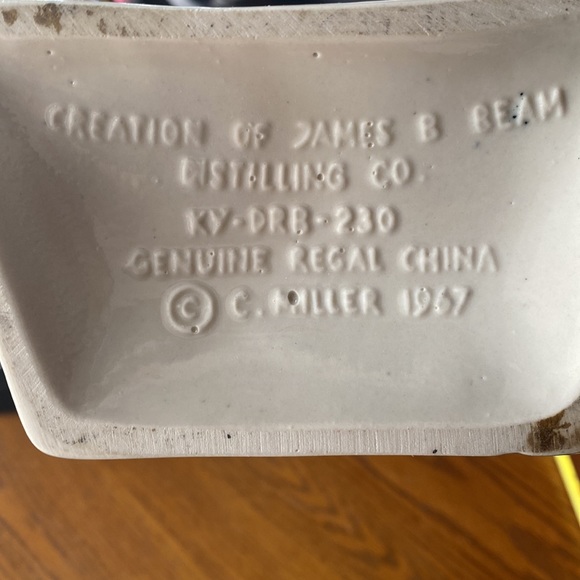 CREATION OF JAMES B BEAM
DISTILLING CO.
KY-DRB-230
GENUINE REGAL CHINA
© C. MILLER 1967